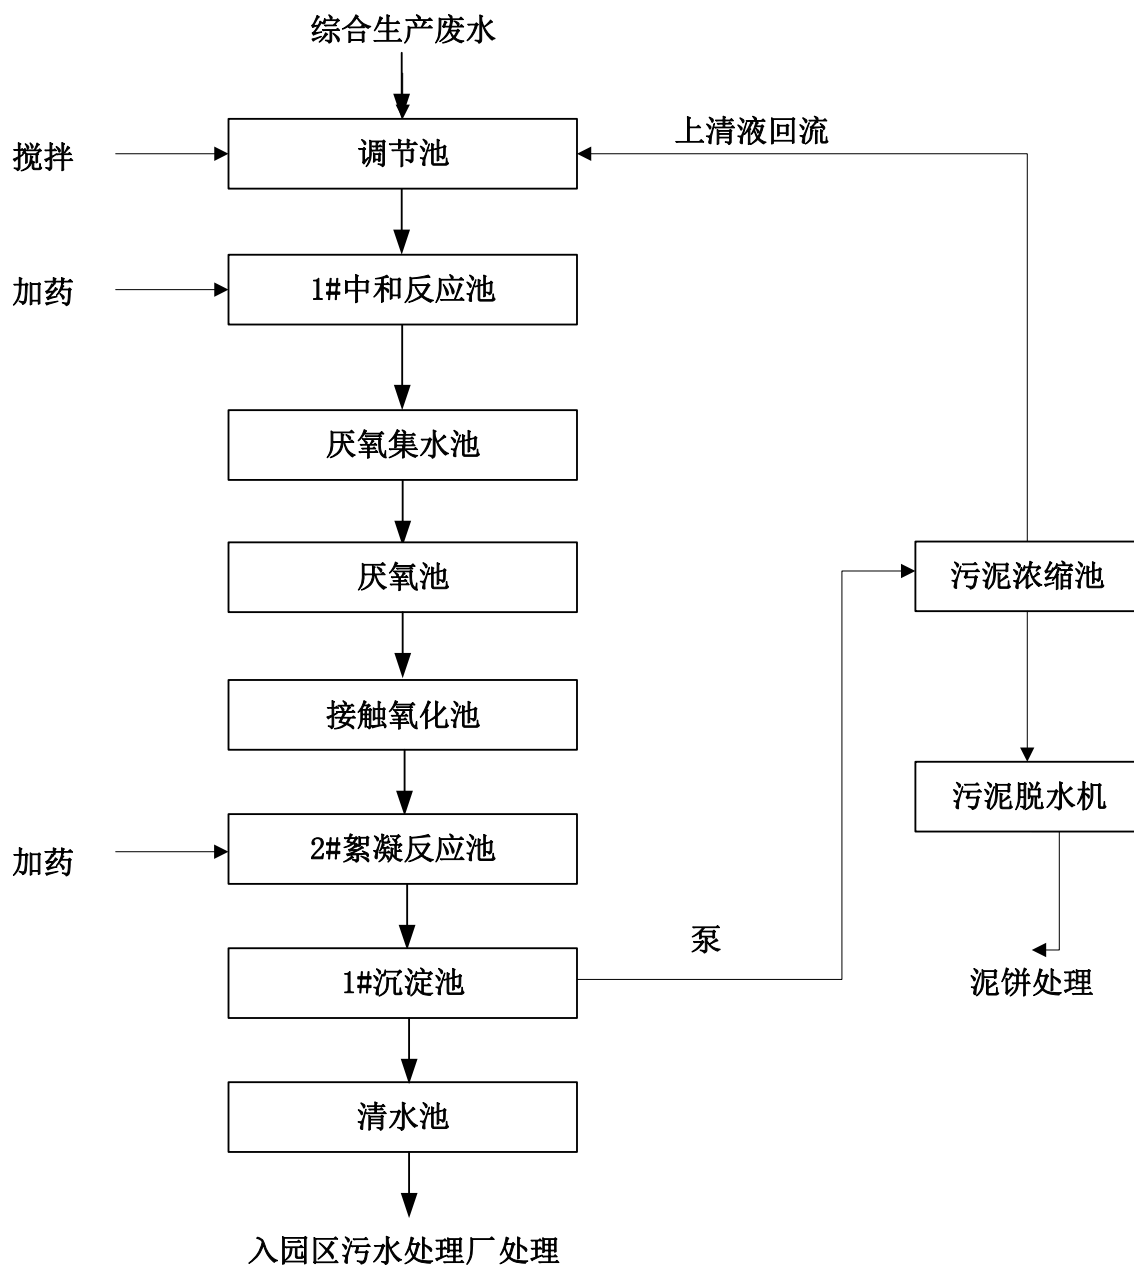 综合生产废水
上清液回流
搅拌
调节池
加药
1#中和反应池
厌氧集水池
厌氧池
污泥浓缩池
接触氧化池
污泥脱水机
加药
2#絮凝反应池
泵
1#沉淀池
泥饼处理
清水池
入园区污水处理厂处理